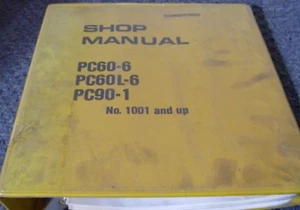 SHOP
MANUAL
PC60-6
PC60L-6
PC90-1
No. 1001 and up